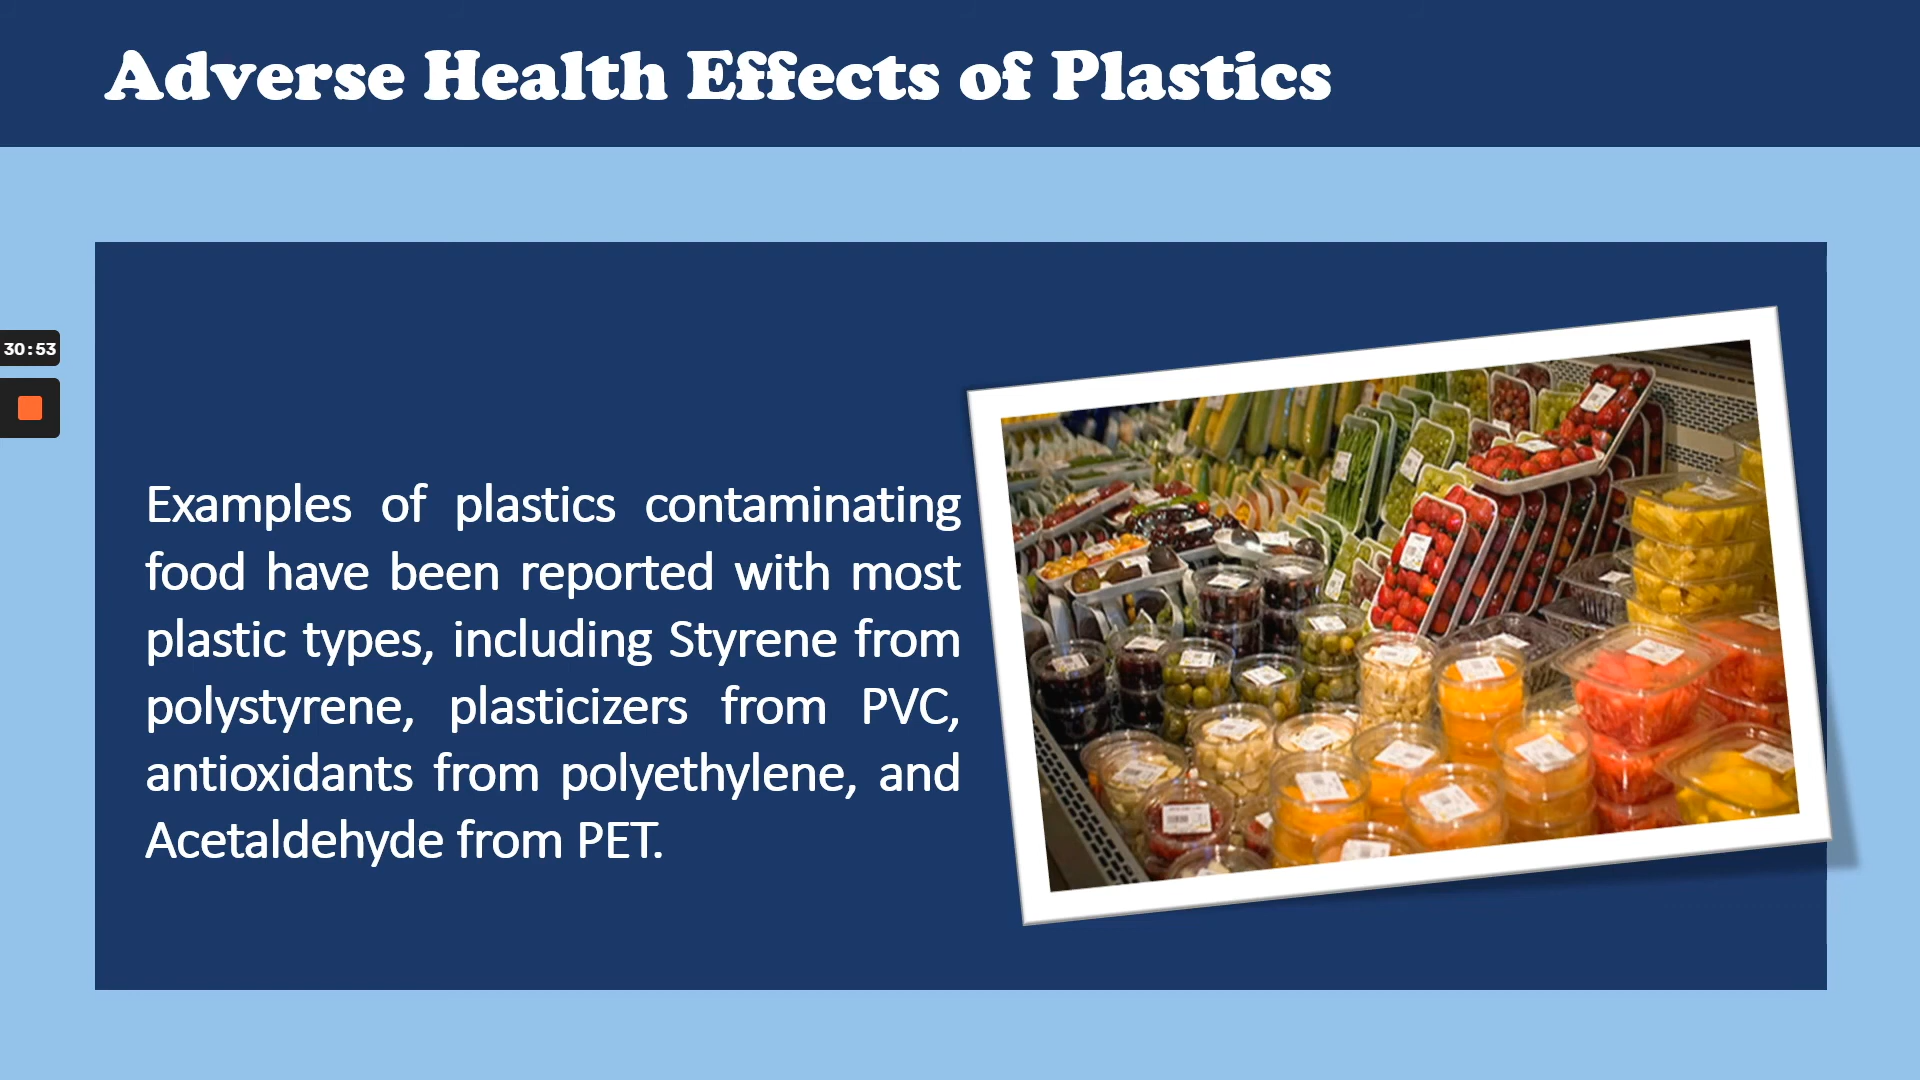 Adverse Health Effects of Plastics
30:53
Examples of plastics contaminating
food have been reported with most
plastic types, including Styrene from
polystyrene, plasticizers from PVC,
antioxidants from polyethylene, and
Acetaldehyde from PET.